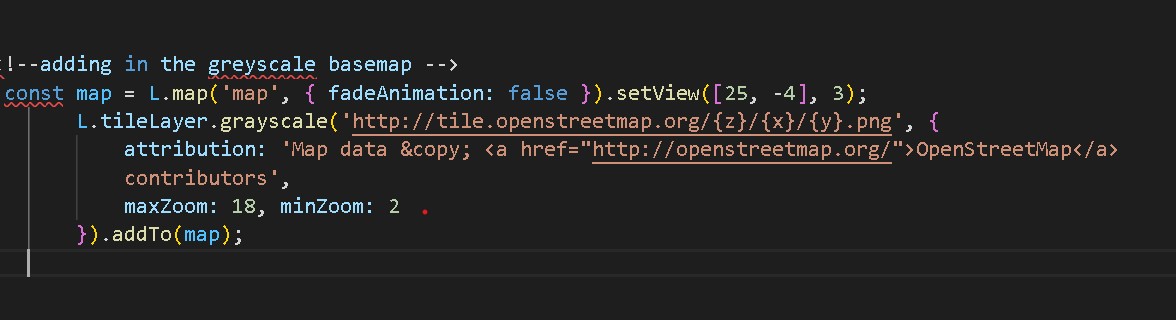 !--adding in the greyscale basemap -->
const map = L.map('map', { fadeAnimation: false }).setView([25, -4], 3);
L.tileLayer.grayscale('http://tile.openstreetmap.org/{z}/{x}/{y}.png', {
attribution: 'Map data &copy; <a href="http://openstreetmap.org/">OpenStreetMap</a>
contributors',
maxZoom: 18, minZoom: 2
}).addTo(map);